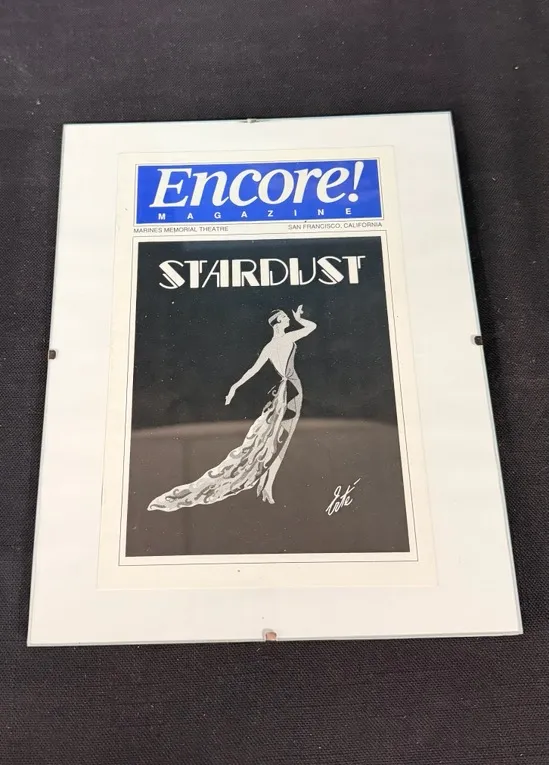 Encore!
MAGAZINE
MARINES MEMORIAL THEATRE SAN FRANCISCO, CALIFORNIA
STARDUST
Erté